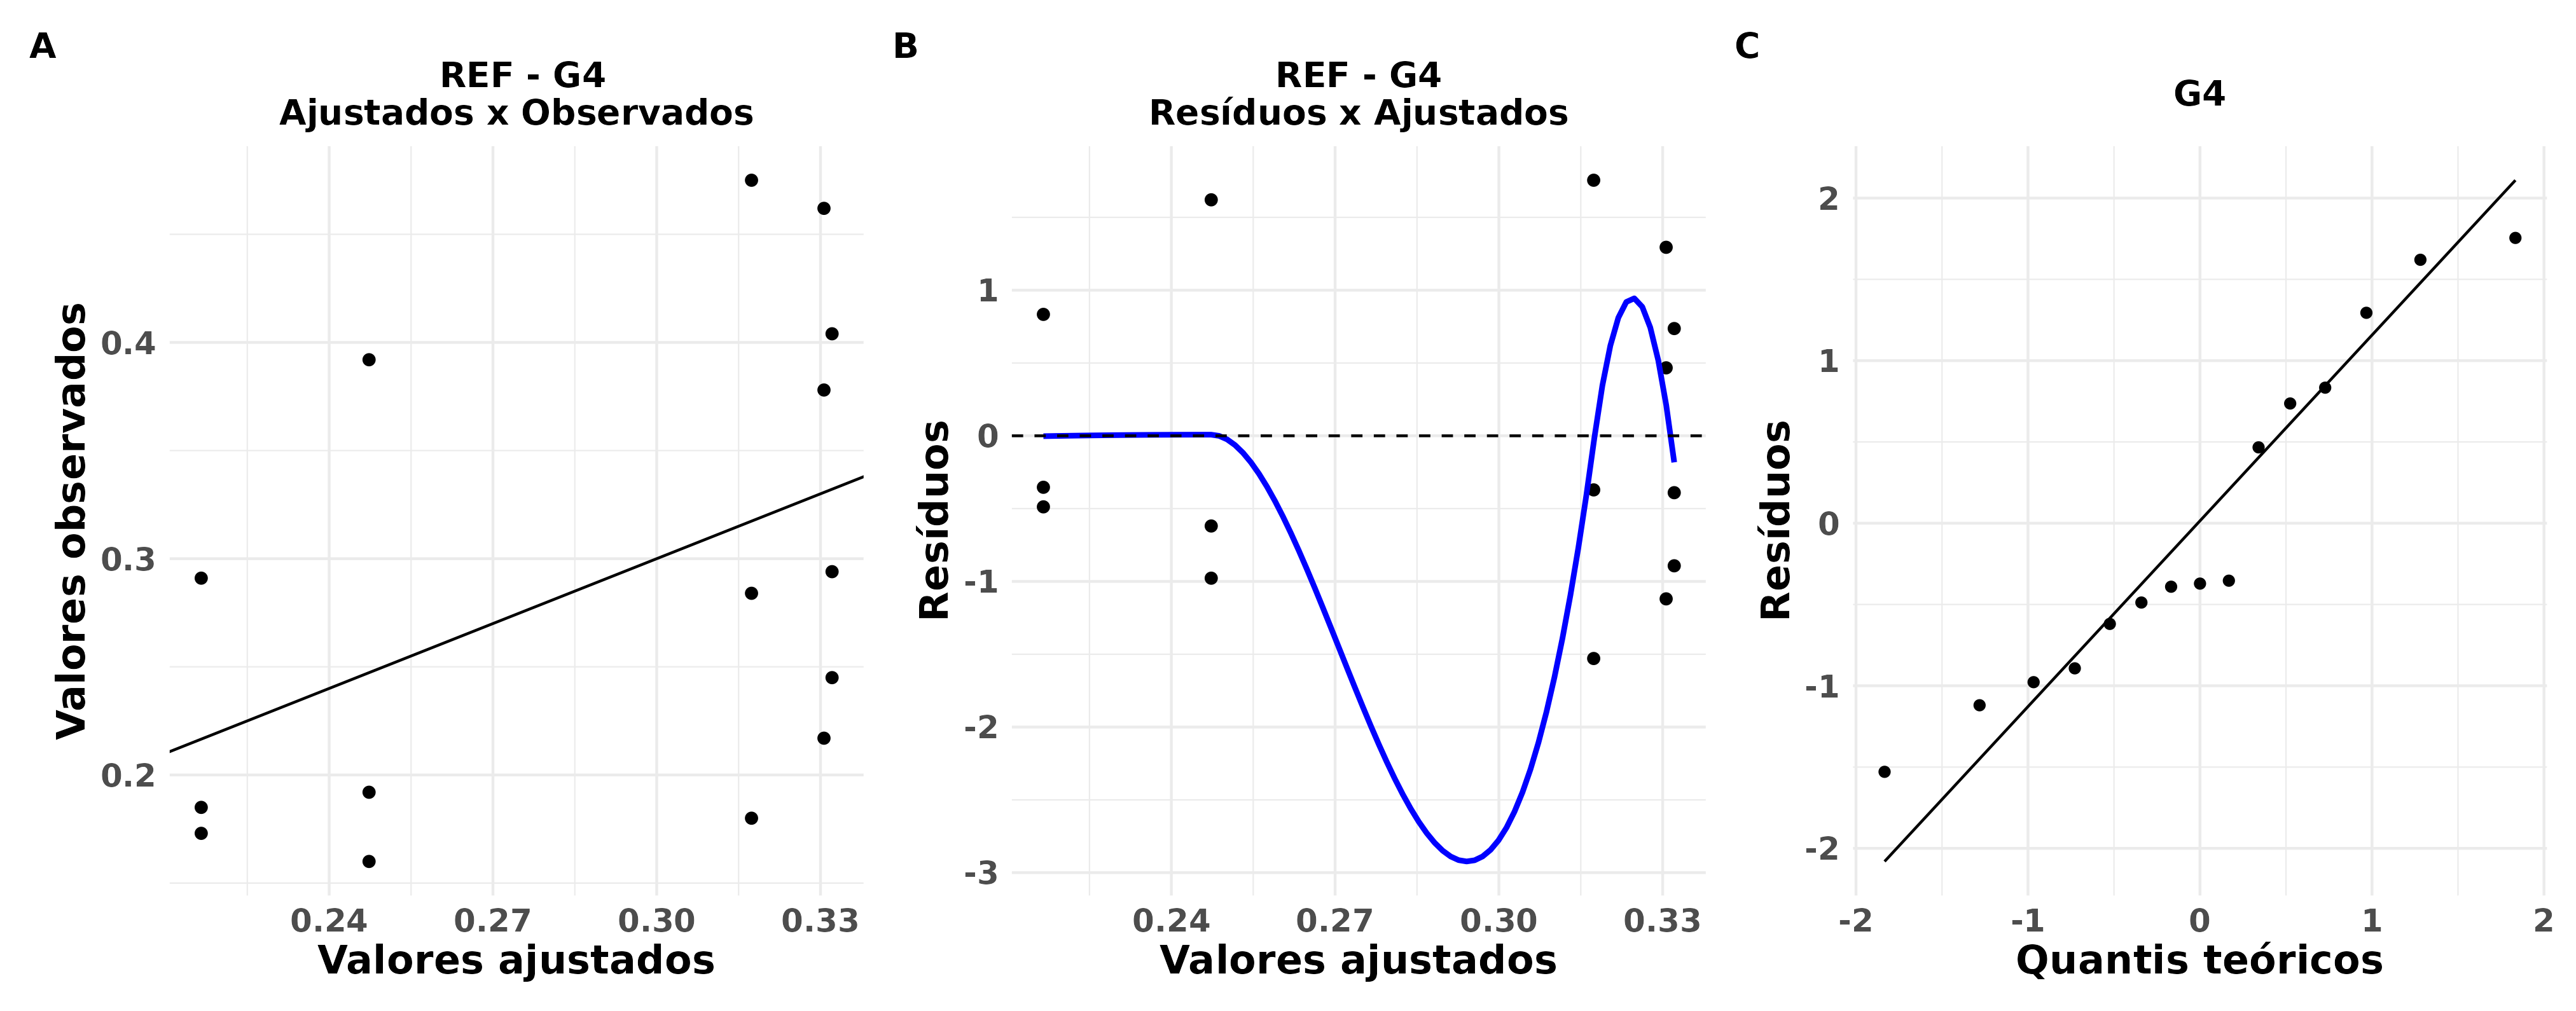 A
REF - G4
Ajustados x Observados
Valores observados
0.4
0.3
0.2
0.24 0.27 0.30 0.33
Valores ajustados
B
REF - G4
Resíduos x Ajustados
Resíduos
1
0
-1
-2
-3
0.24 0.27 0.30 0.33
Valores ajustados
C
G4
Resíduos
2
1
0
-1
-2
-2 -1 0 1 2
Quantis teóricos